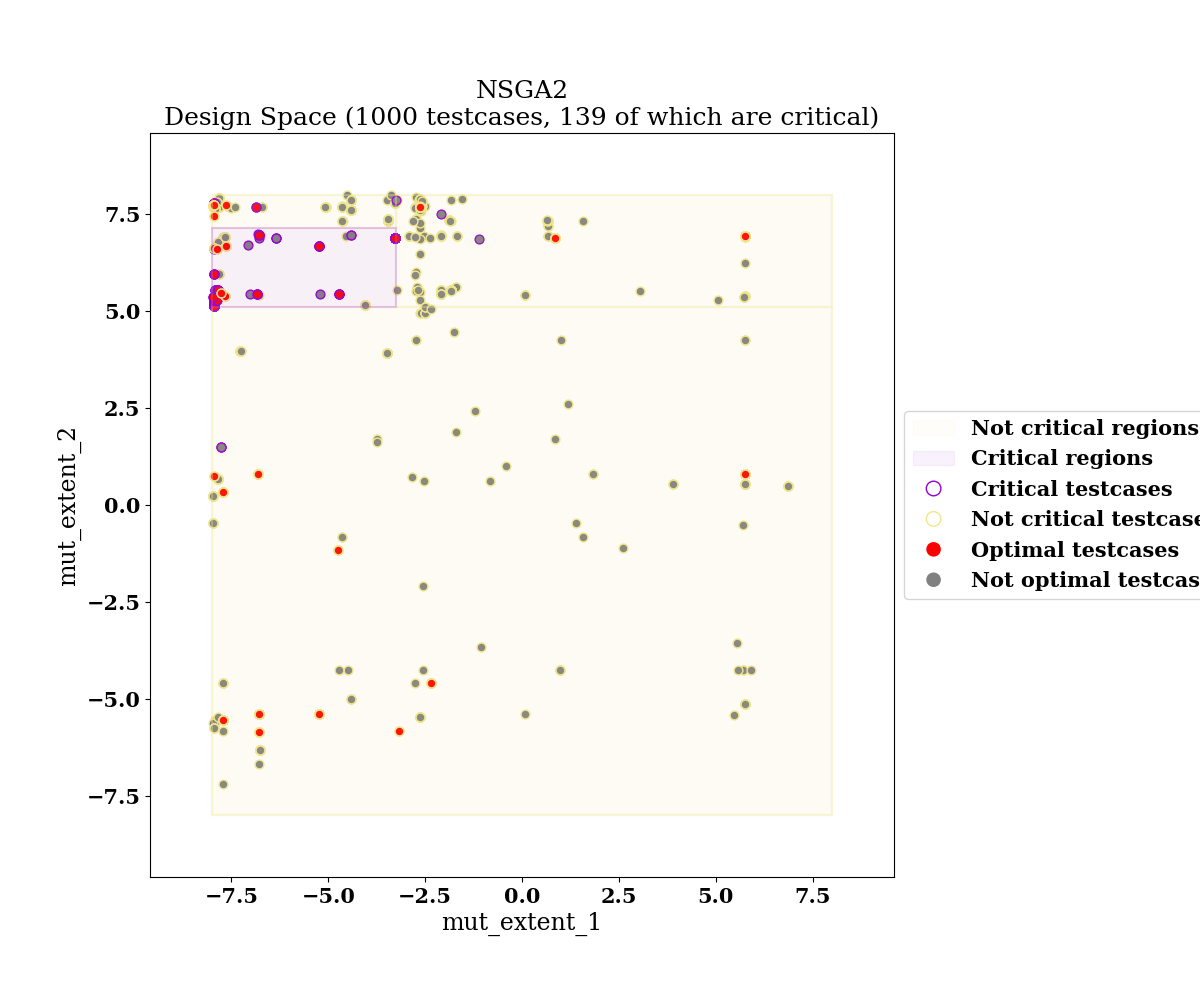 NSGA2
Design Space (1000 testcases, 139 of which are critical)
7.5
5.0
2.5
0.0
−2.5
−5.0
−7.5
mut_extent_2
−7.5 −5.0 −2.5 0.0 2.5 5.0 7.5
mut_extent_1
Not critical regions
Critical regions
Critical testcases
Not critical testcase
Optimal testcases
Not optimal testcas